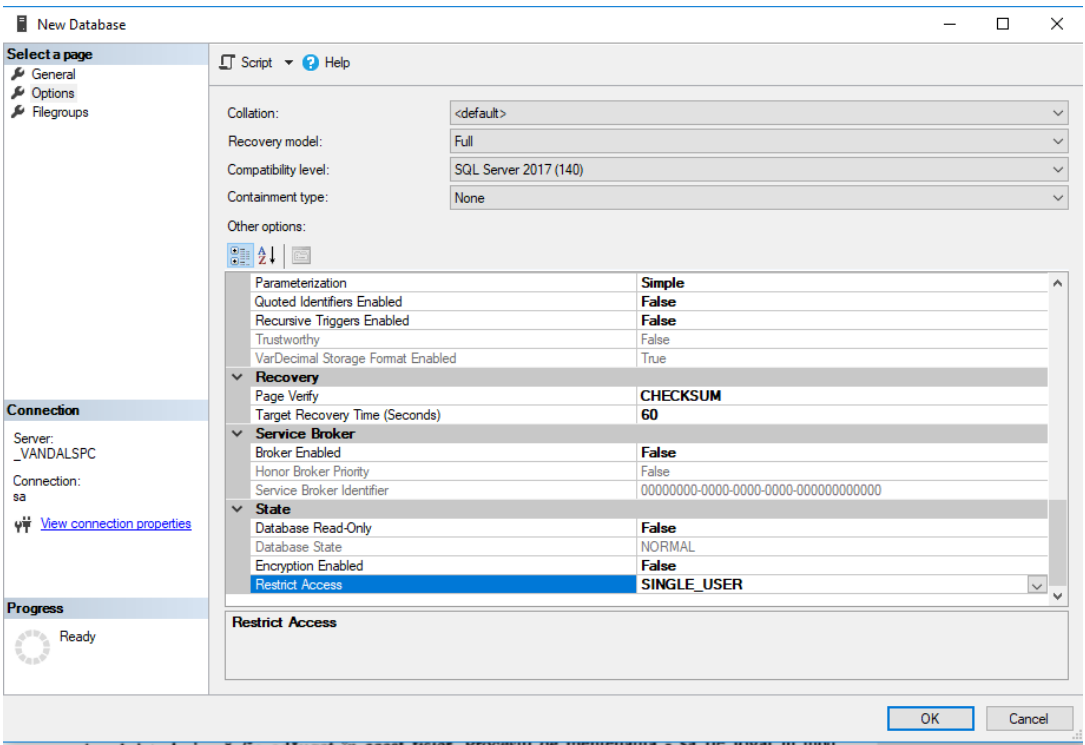 New Database
Select a page
General
Options
Filegroups
Script
Help
Collation: <default>
Recovery model: Full
Compatibility level: SQL Server 2017 (140)
Containment type: None
Other options:
Parameterization Simple
Quoted Identifiers Enabled False
Recursive Triggers Enabled False
Trustworthy False
VarDecimal Storage Format Enabled True
Recovery
Page Verify CHECKSUM
Target Recovery Time (Seconds) 60
Service Broker
Broker Enabled False
Honor Broker Priority False
Service Broker Identifier 00000000-0000-0000-0000-000000000000
State
Database Read-Only False
Database State NORMAL
Encryption Enabled False
Restrict Access SINGLE_USER
Restrict Access
Connection
Server:
_VANDALSPC
Connection:
sa
View connection properties
Progress
Ready
OK Cancel